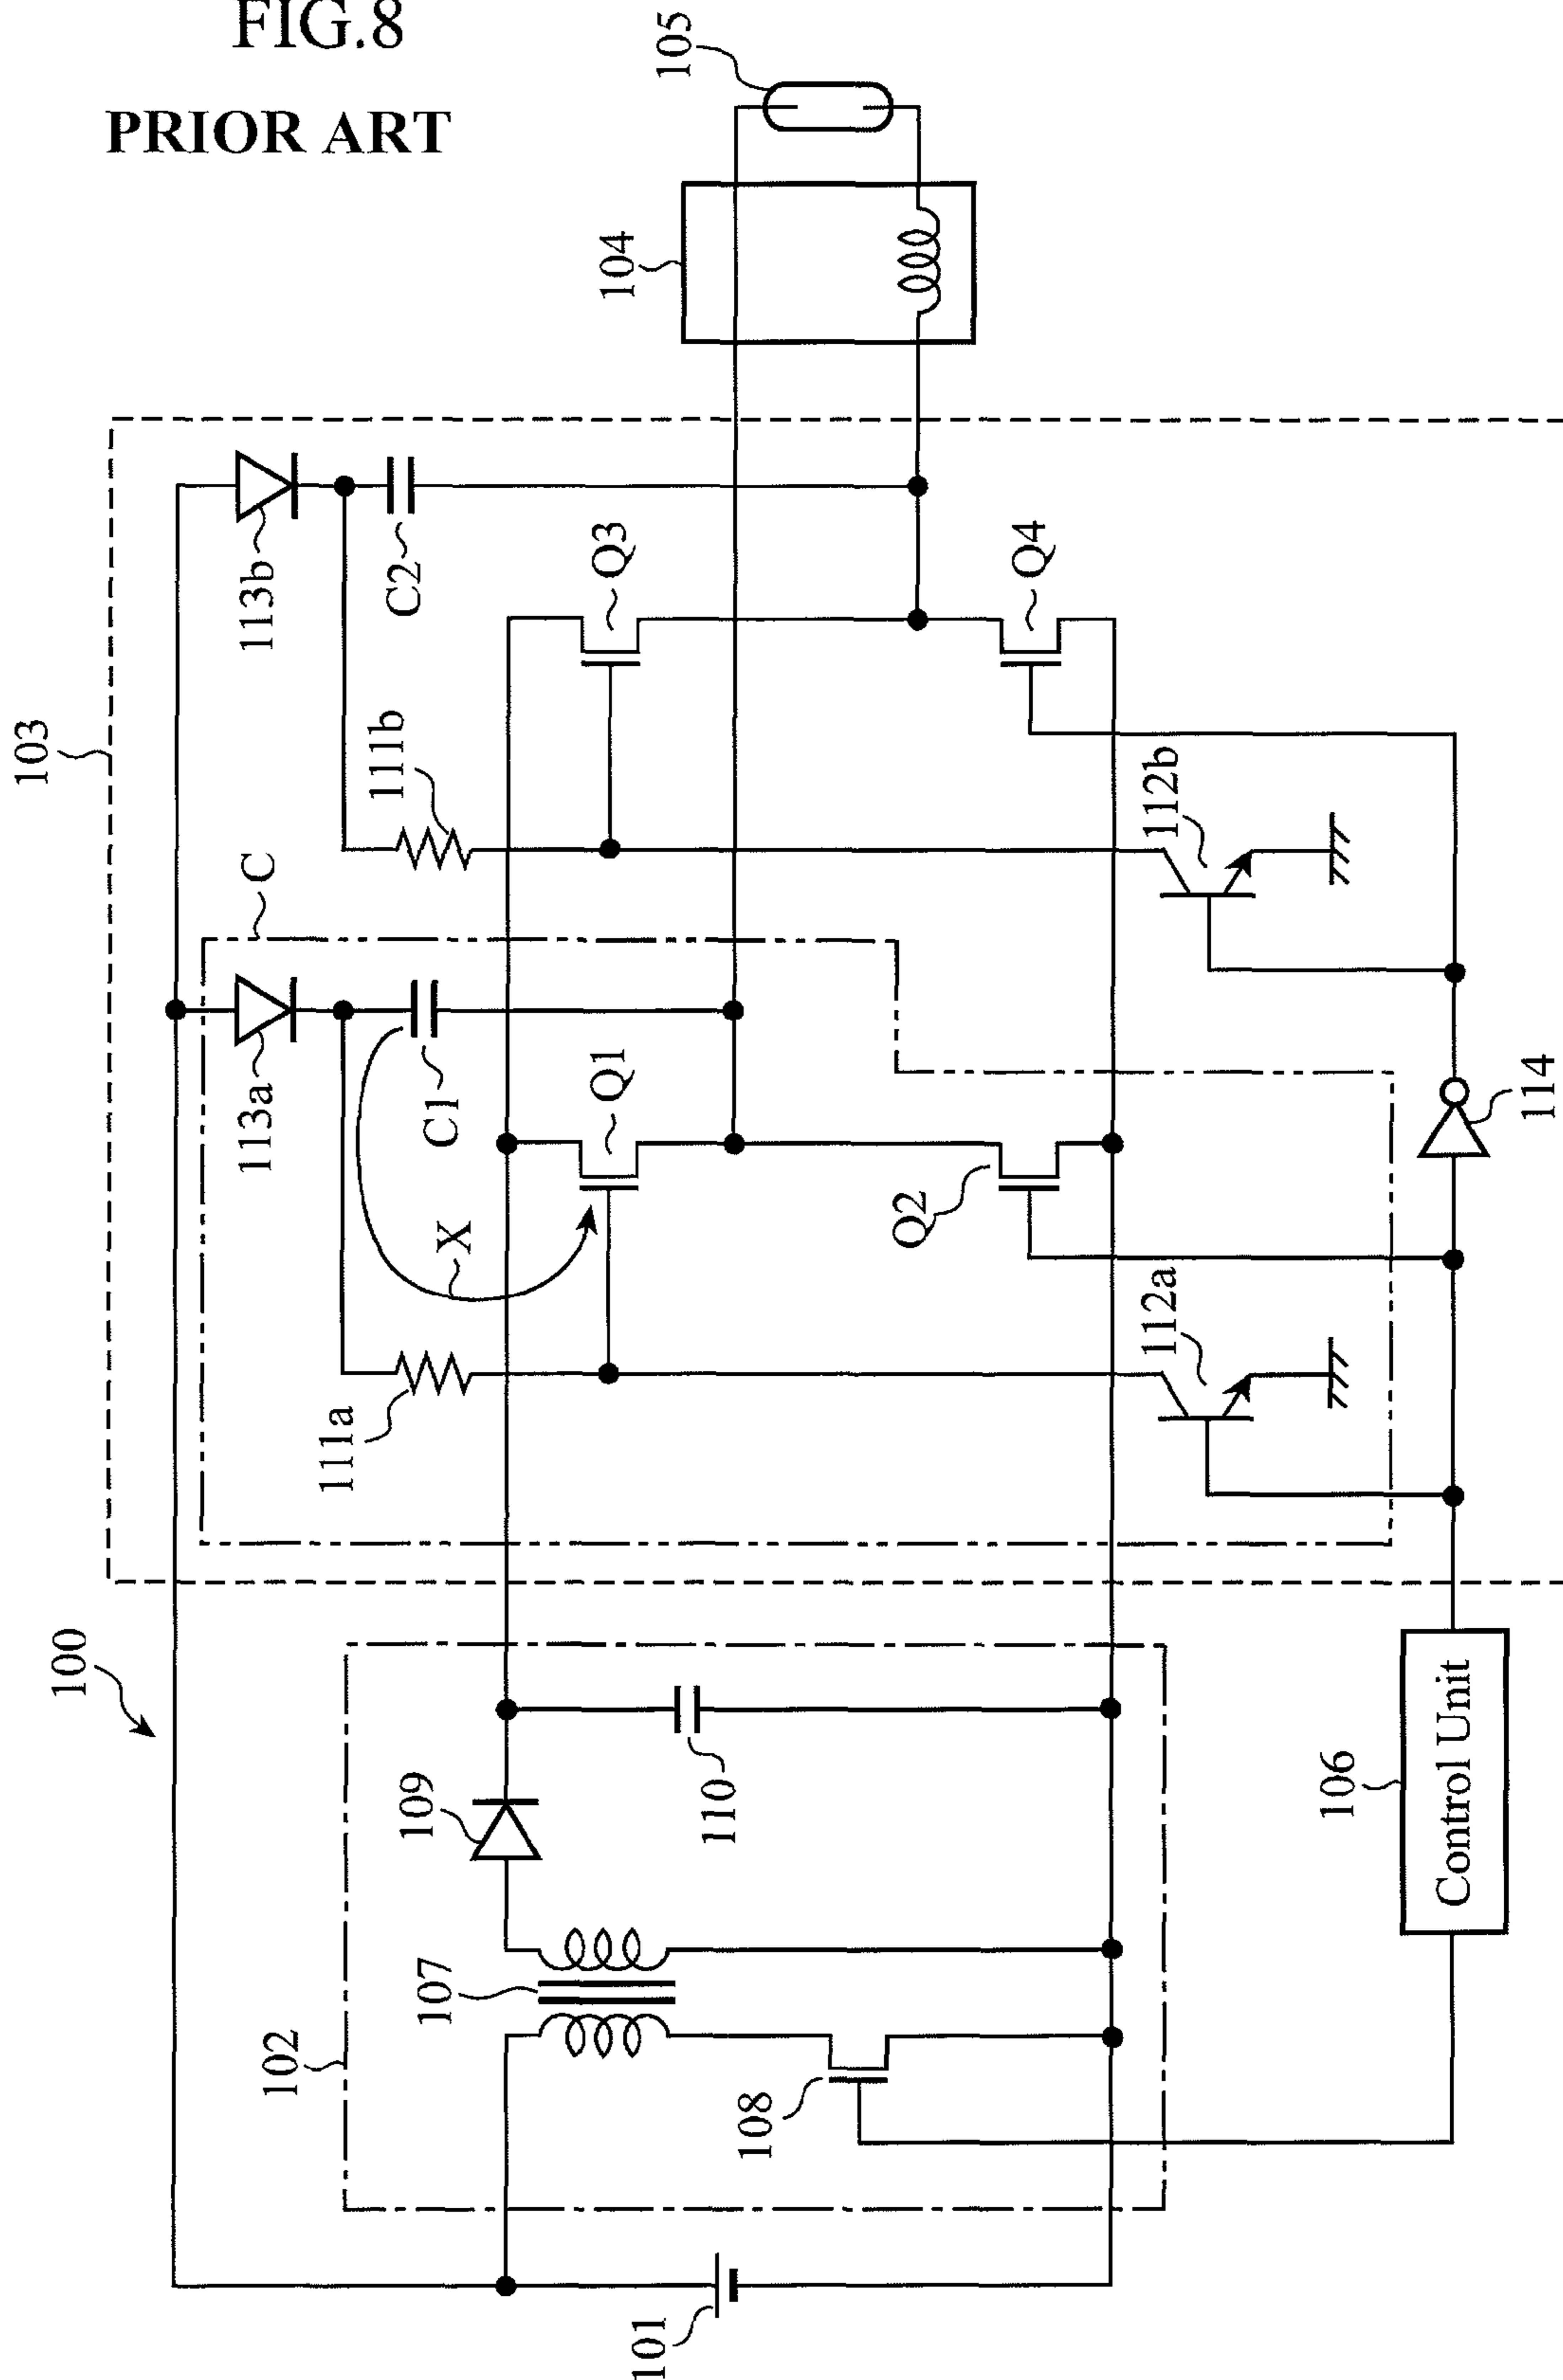 FIG.8
PRIOR ART
100
103
105
104
C
113a
113b
C1
C2
111a
111b
X
Q1
Q3
Q2
Q4
112a
112b
114
102
107
109
110
108
101
106
Control Unit